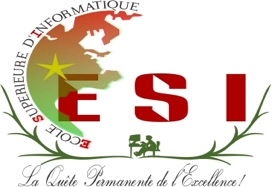 ECOLE SUPERIEURE D'INFORMATIQUE
ESI
La Quête Permanente de l'Excellence!